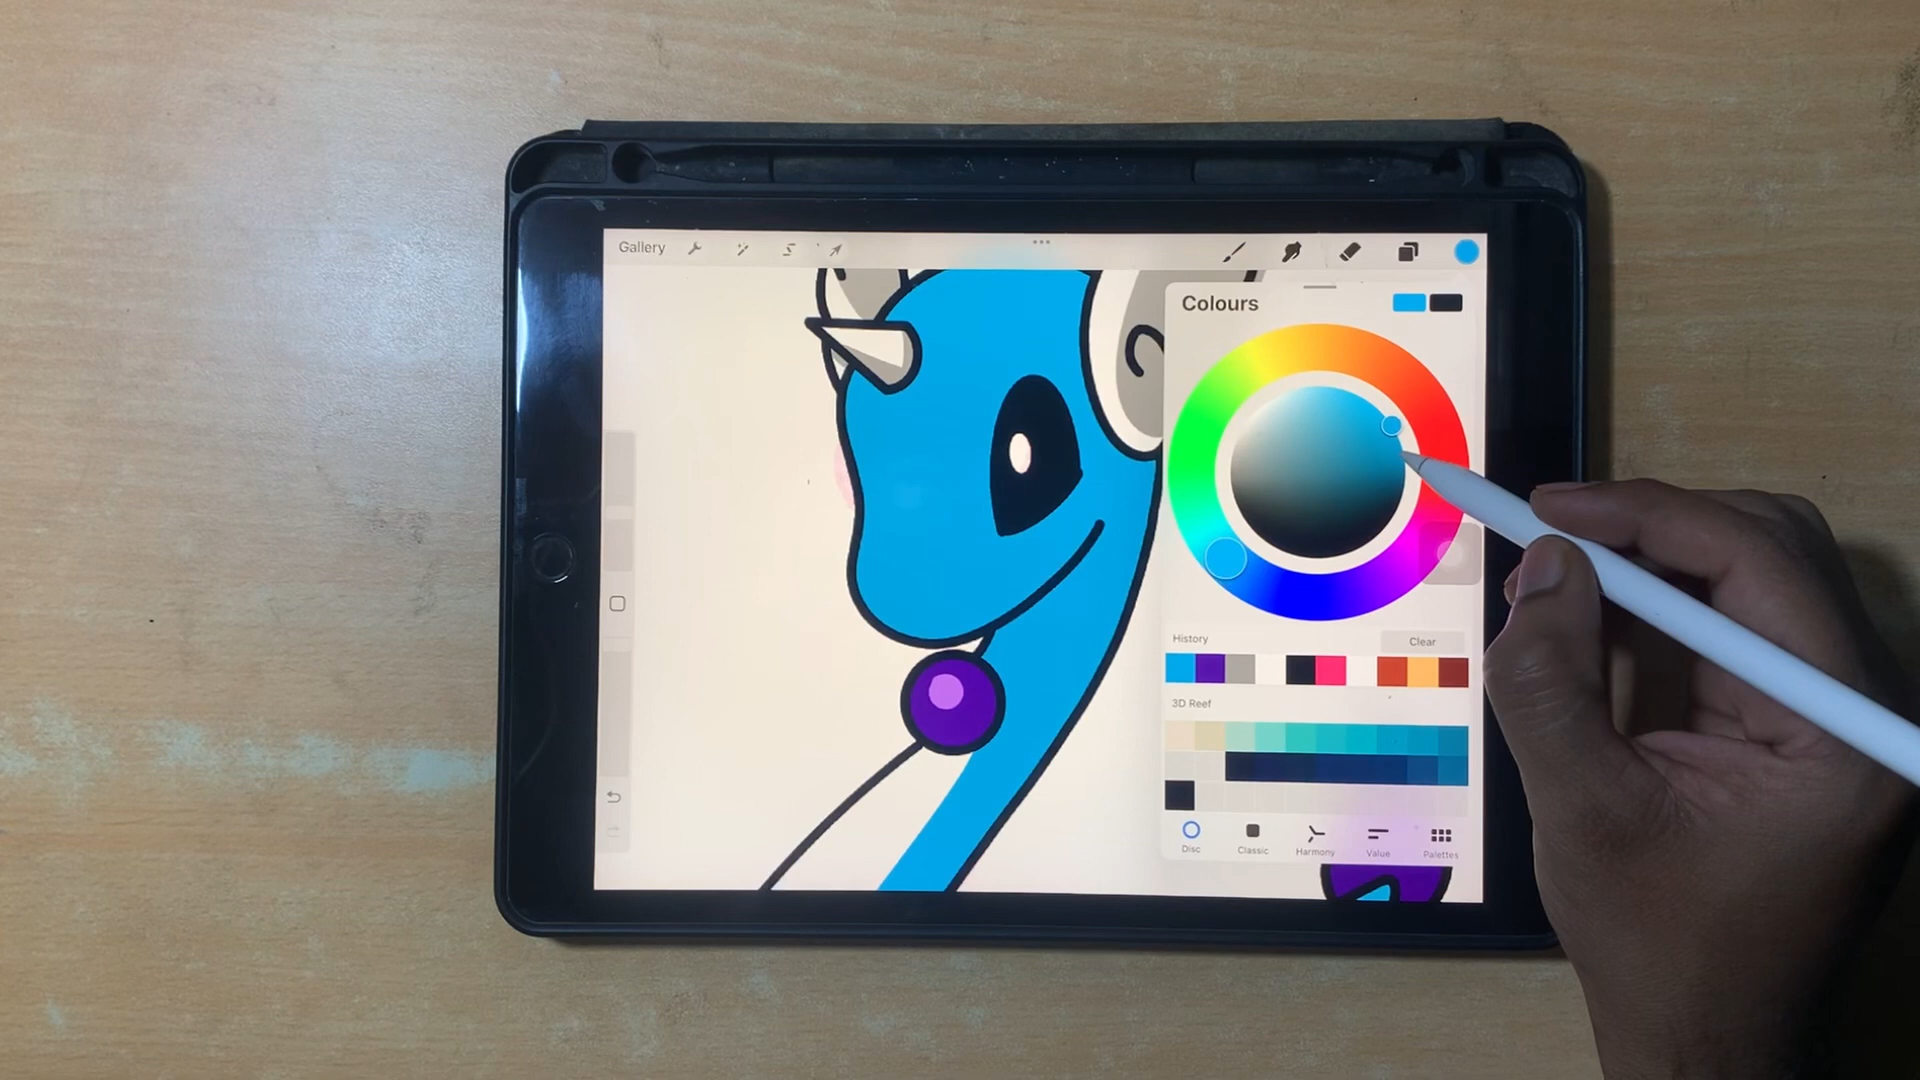 Gallery
Colours
History
Clear
3D Reef
Disc
Classic
Harmony
Value
Palettes